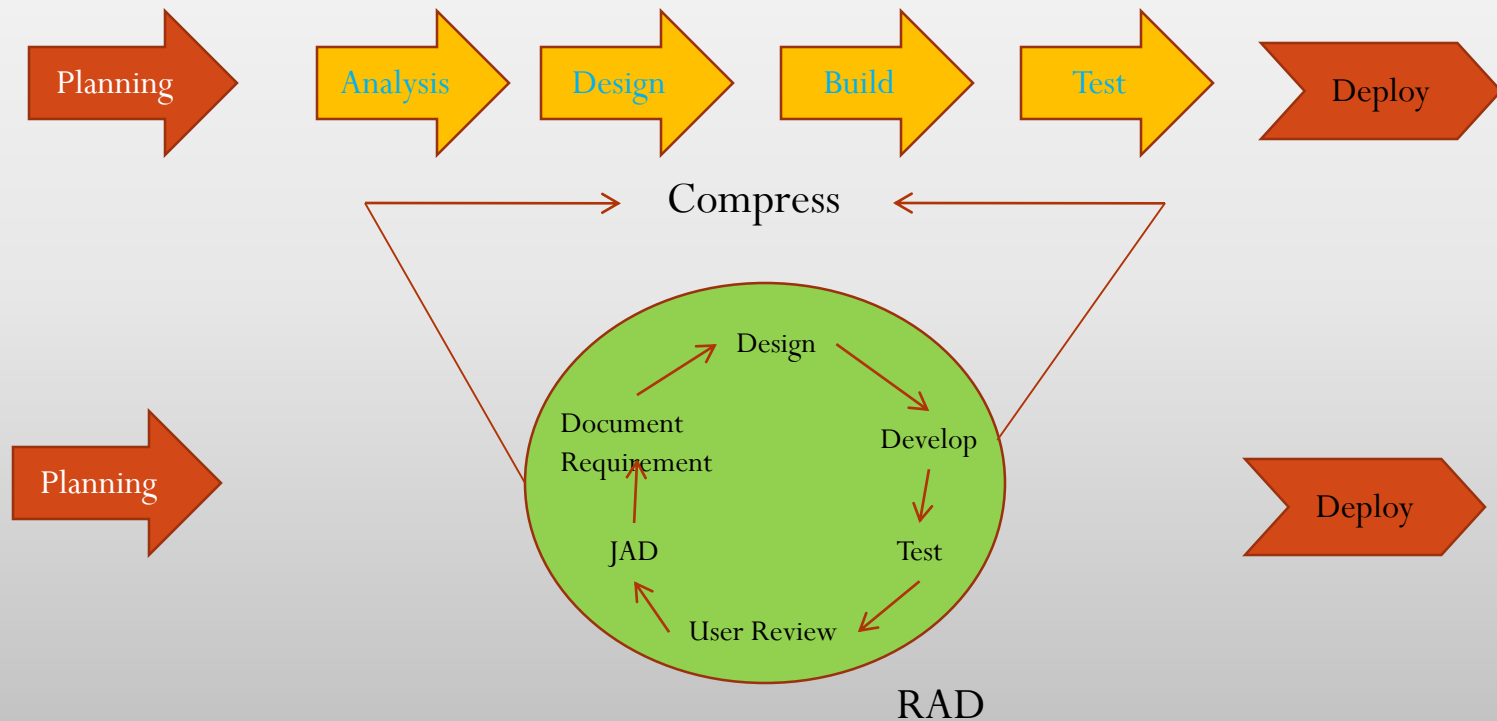 Planning
Analysis
Design
Build
Test
Deploy
Compress
Design
Document
Requirement
Develop
Planning
Deploy
JAD
Test
User Review
RAD